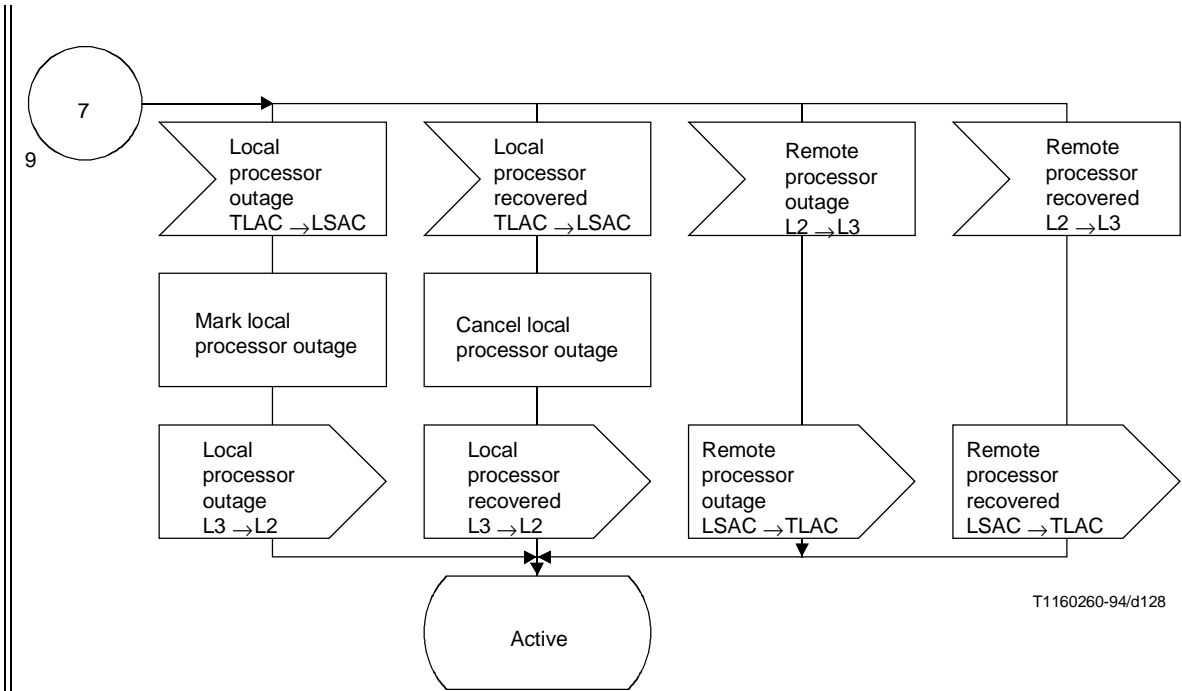 7
9
Local
processor
outage
TLAC →LSAC
Local
processor
recovered
TLAC →LSAC
Remote
processor
outage
L2 →L3
Remote
processor
recovered
L2 →L3
Mark local
processor outage
Cancel local
processor outage
Local
processor
outage
L3 →L2
Local
processor
recovered
L3 →L2
Remote
processor
outage
LSAC →TLAC
Remote
processor
recovered
LSAC →TLAC
T1160260-94/d128
Active